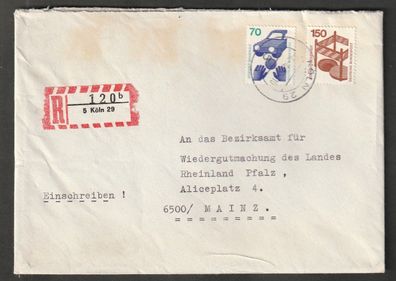 70
150
R
120b
5 Köln 29
An das Bezirksamt für
Wiedergutmachung des Landes
Rheinland Pfalz ,
Aliceplatz 4.
Einschreiben !
6500/ MAINZ.